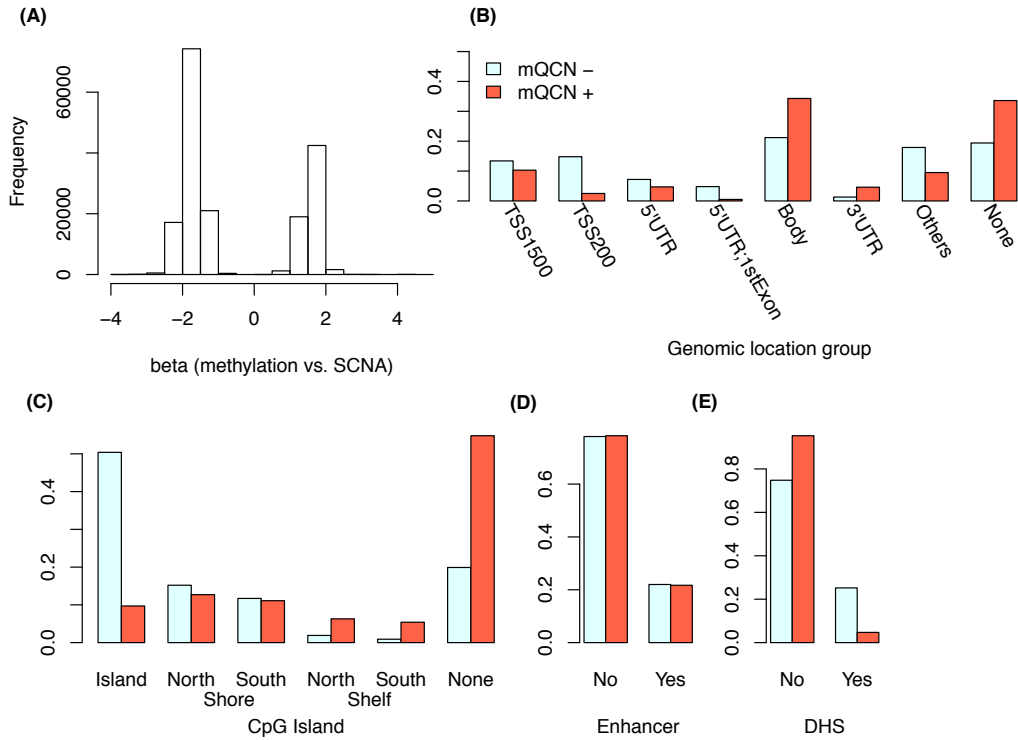 (A)
Frequency
0
20000
60000
−4
−2
0
2
4
beta (methylation vs. SCNA)
(B)
mQCN −
mQCN +
0.0
0.2
0.4
TSS1500
TSS200
5'UTR
5'UTR;1stExon
Body
3'UTR
Others
None
Genomic location group
(C)
0.0
0.2
0.4
Island
North
South
North
South
None
Shore
Shelf
CpG Island
(D)
0.0
0.2
0.4
0.6
No
Yes
Enhancer
(E)
0.0
0.2
0.4
0.6
0.8
No
Yes
DHS